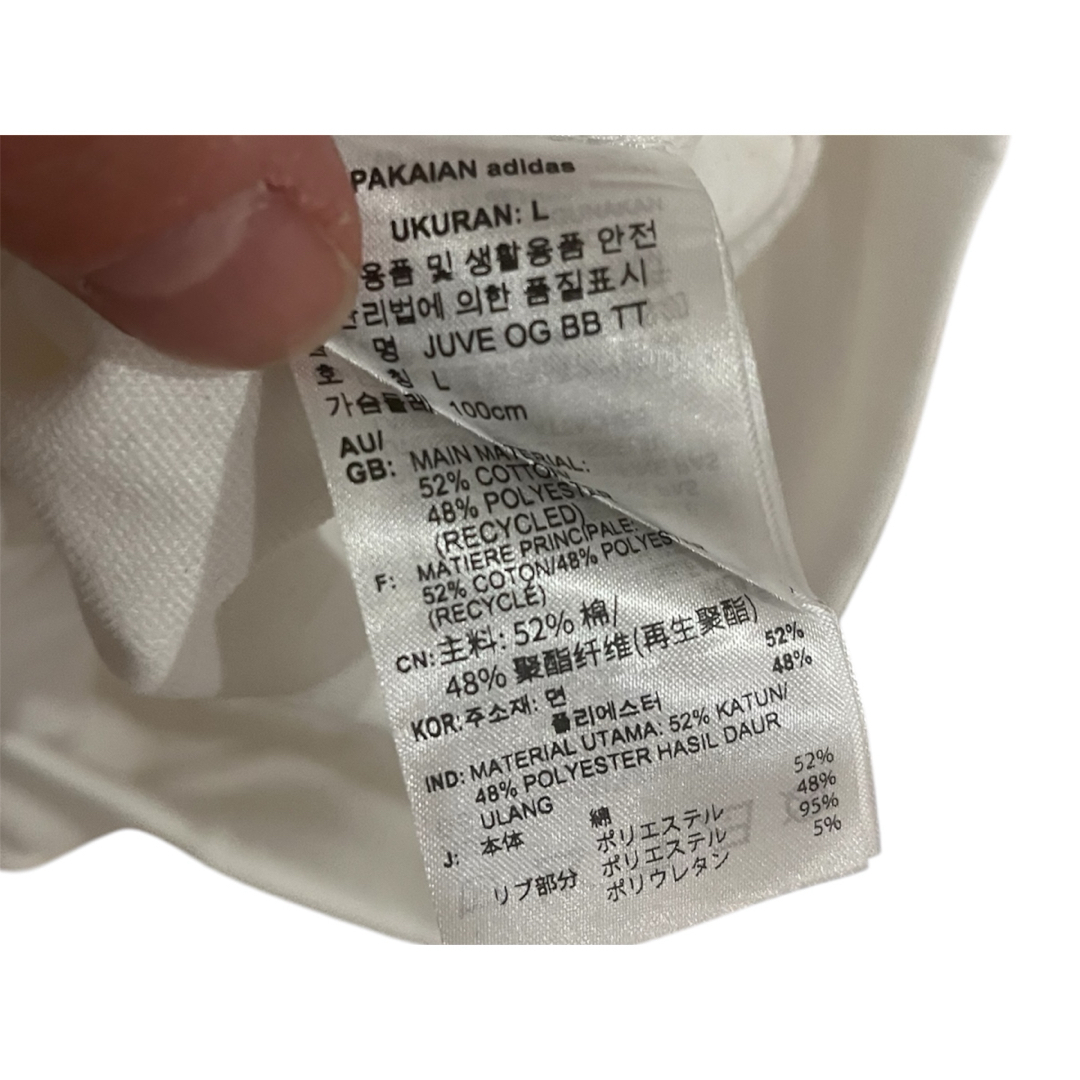 PAKAIAN adidas
UKURAN: L
용품 및 생활용품 안전
관리법에 의한 품질표시
명 JUVE OG BB TT
호 칭 L
가슴둘레 100cm
AU/
GB: MAIN MATERIAL:
52% COTTON
48% POLYESTER
(RECYCLED)
F: MATIERE PRINCIPALE:
52% COTON/48% POLYES
(RECYCLÉ)
CN: 主料: 52% 棉/
48% 聚酯纤维(再生聚酯)
KOR: 주소재: 면 52%
폴리에스터 48%
IND: MATERIAL UTAMA: 52% KATUN/
48% POLYESTER HASIL DAUR
ULANG
J: 本体 綿 52%
ポリエステル 48%
リブ部分 ポリエステル 95%
ポリウレタン 5%